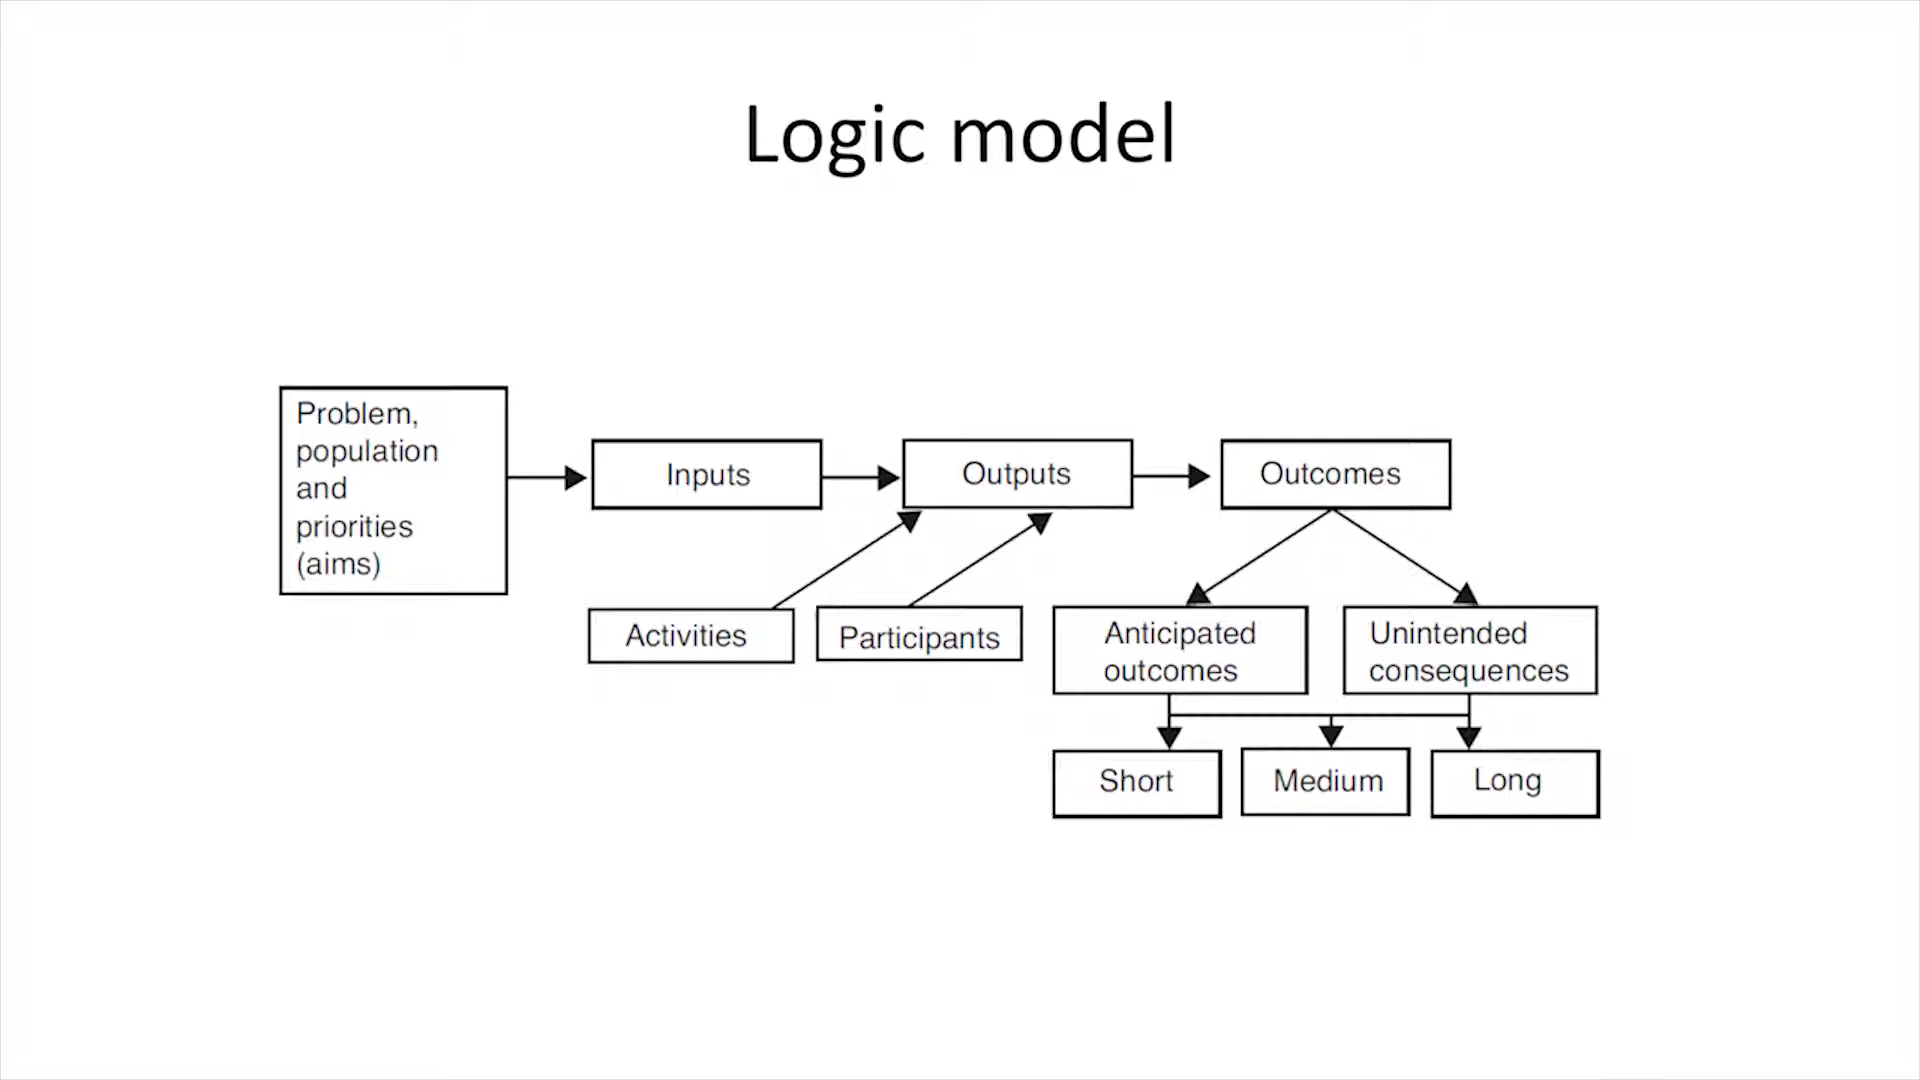 Logic model
Problem,
population
and
priorities
(aims)
Inputs
Outputs
Outcomes
Activities
Participants
Anticipated
outcomes
Unintended
consequences
Short
Medium
Long